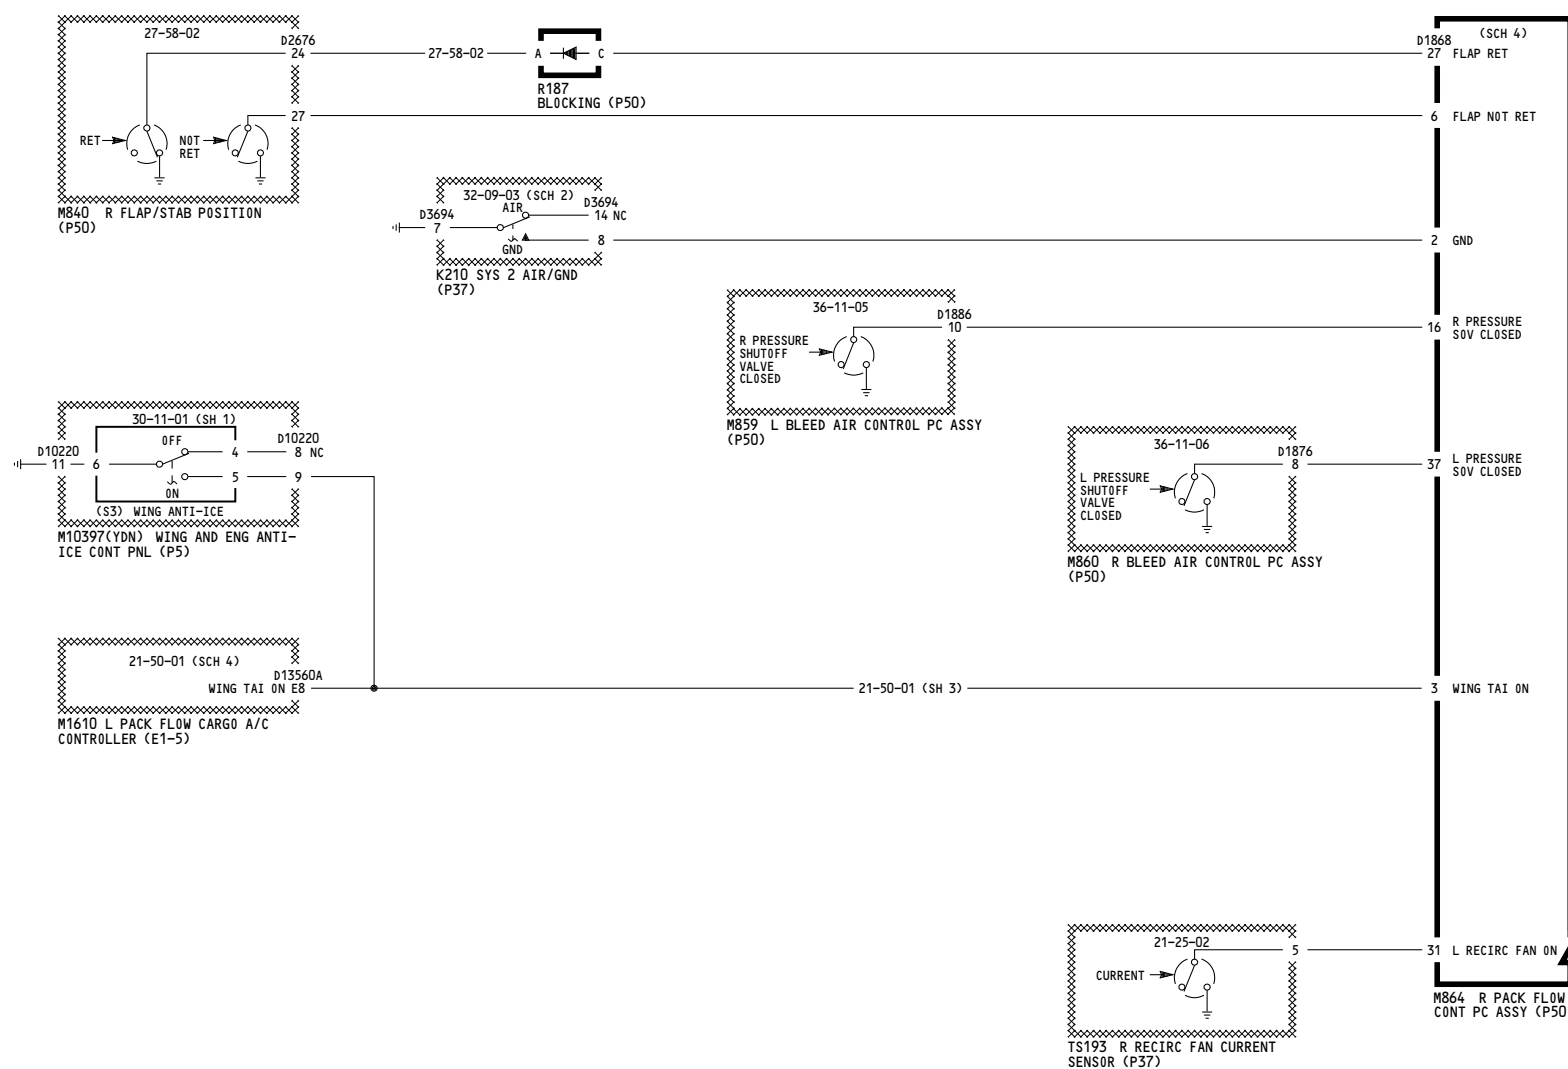 27-58-02
D2676
24
27-58-02
A
C
R187
BLOCKING (P50)
27
RET
NOT
RET
M840 R FLAP/STAB POSITION
(P50)
32-09-03 (SCH 2)
AIR
D3694
14 NC
D3694
7
GND
8
K210 SYS 2 AIR/GND
(P37)
36-11-05
D1886
10
R PRESSURE
SHUTOFF
VALVE
CLOSED
M859 L BLEED AIR CONTROL PC ASSY
(P50)
30-11-01 (SH 1)
OFF
D10220
8 NC
4
D10220
11
6
5
9
ON
(S3) WING ANTI-ICE
M10397(YDN) WING AND ENG ANTI-
ICE CONT PNL (P5)
36-11-06
D1876
8
L PRESSURE
SHUTOFF
VALVE
CLOSED
M860 R BLEED AIR CONTROL PC ASSY
(P50)
21-50-01 (SCH 4)
D13560A
WING TAI ON E8
21-50-01 (SH 3)
M1610 L PACK FLOW CARGO A/C
CONTROLLER (E1-5)
21-25-02
5
CURRENT
TS193 R RECIRC FAN CURRENT
SENSOR (P37)
(SCH 4)
D1868
27 FLAP RET
6 FLAP NOT RET
2 GND
16 R PRESSURE
SOV CLOSED
37 L PRESSURE
SOV CLOSED
3 WING TAI ON
31 L RECIRC FAN ON
M864 R PACK FLOW
CONT PC ASSY (P50